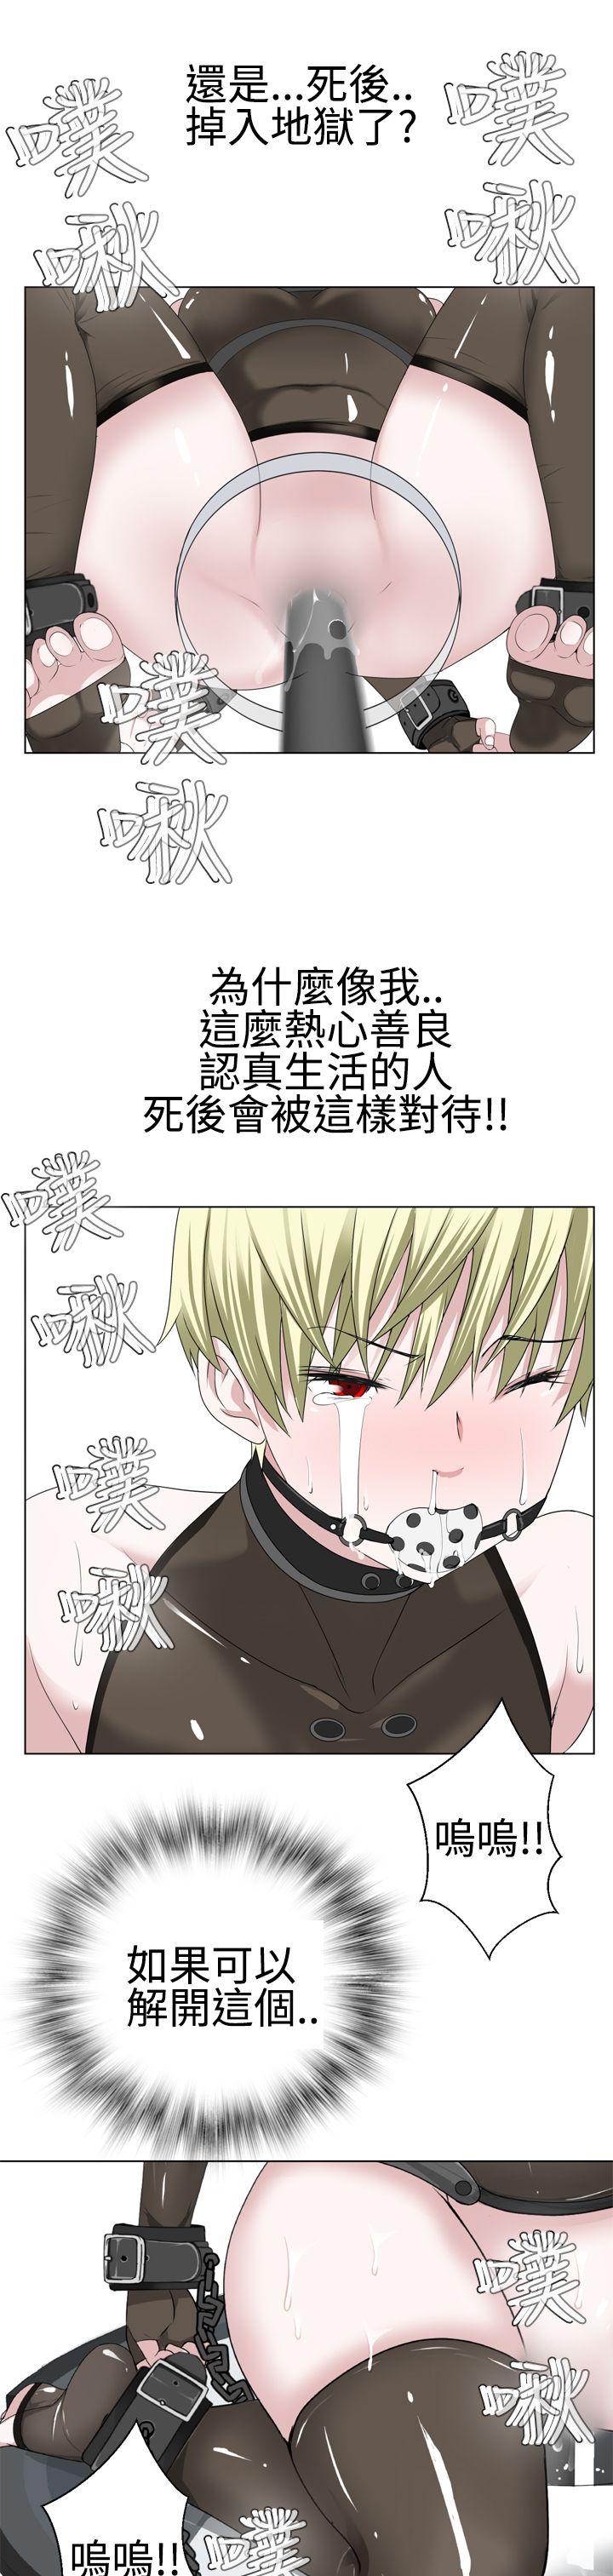 還是...死後..
掉入地獄了?
噗
啾
噗
啾
噗
啾
為什麼像我..
這麼熱心善良
認真生活的人
死後會被這樣對待!!
噗
啾
噗
啾
嗚嗚!!
如果可以
解開這個..
噗
啾
嗚嗚!!
噗